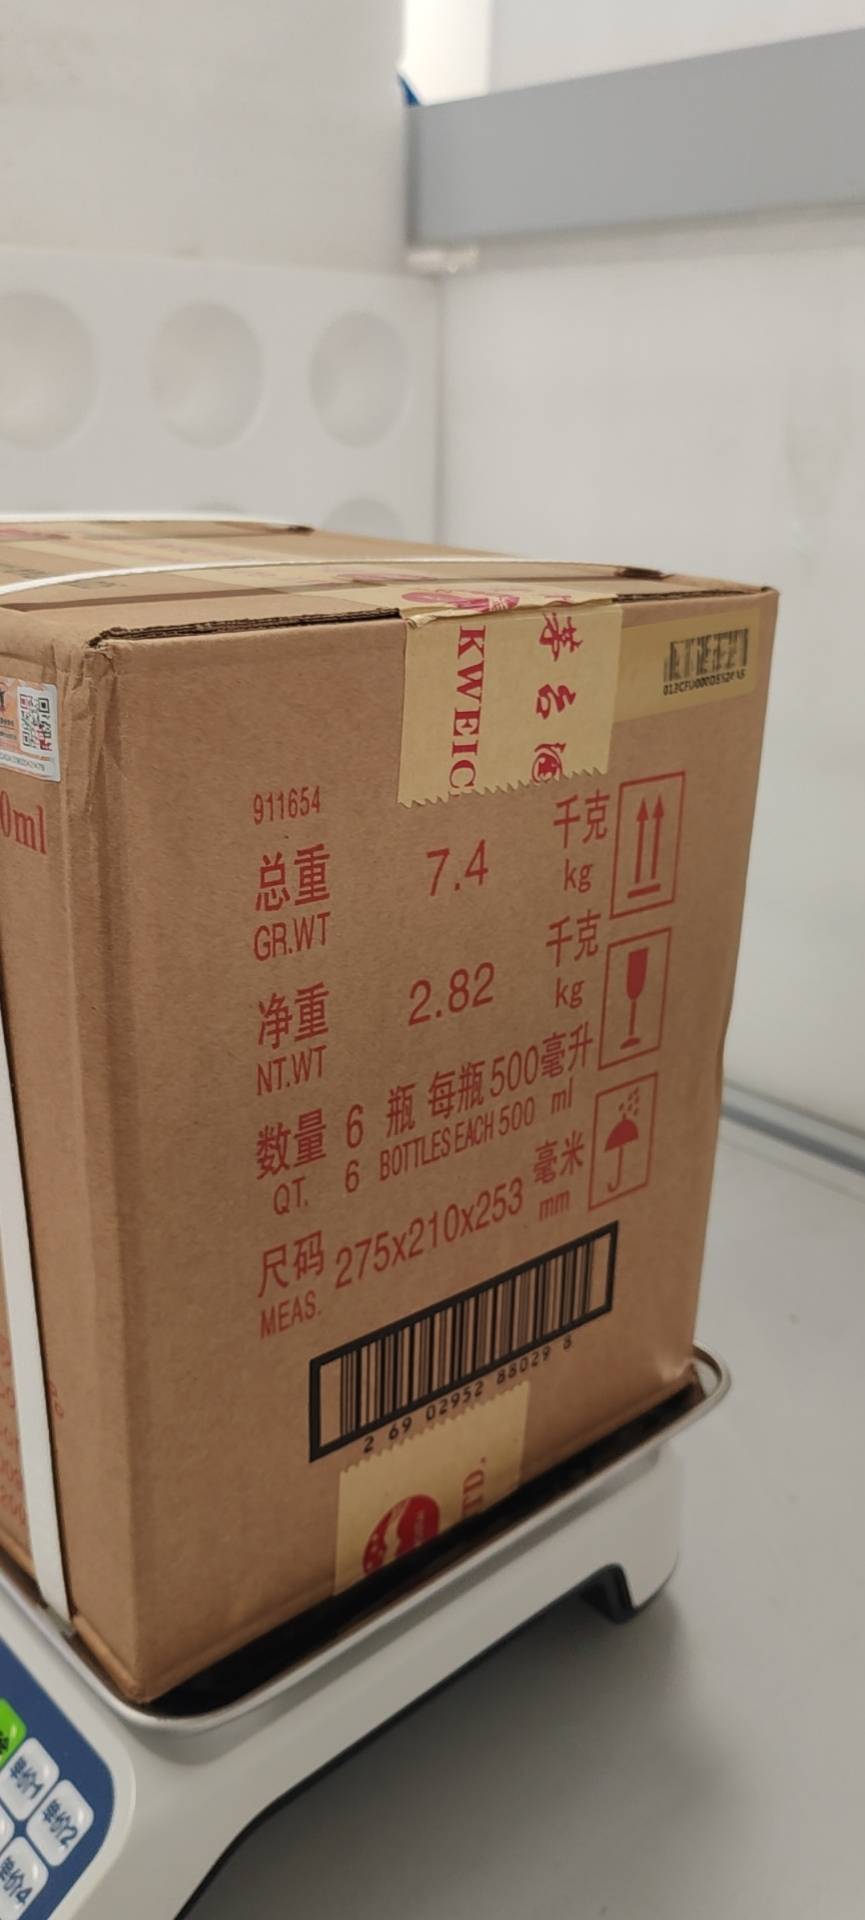 茅台酒
KWEIC
0ml
911654
总重 7.4 千克
GR.WT kg
净重 2.82 千克
NT.WT kg
数量 6 瓶 每瓶 500 毫升
QT. 6 BOTTLES EACH 500 ml
尺码 275x210x253 毫米
MEAS. mm
2 69 02952 88029 8
TD.